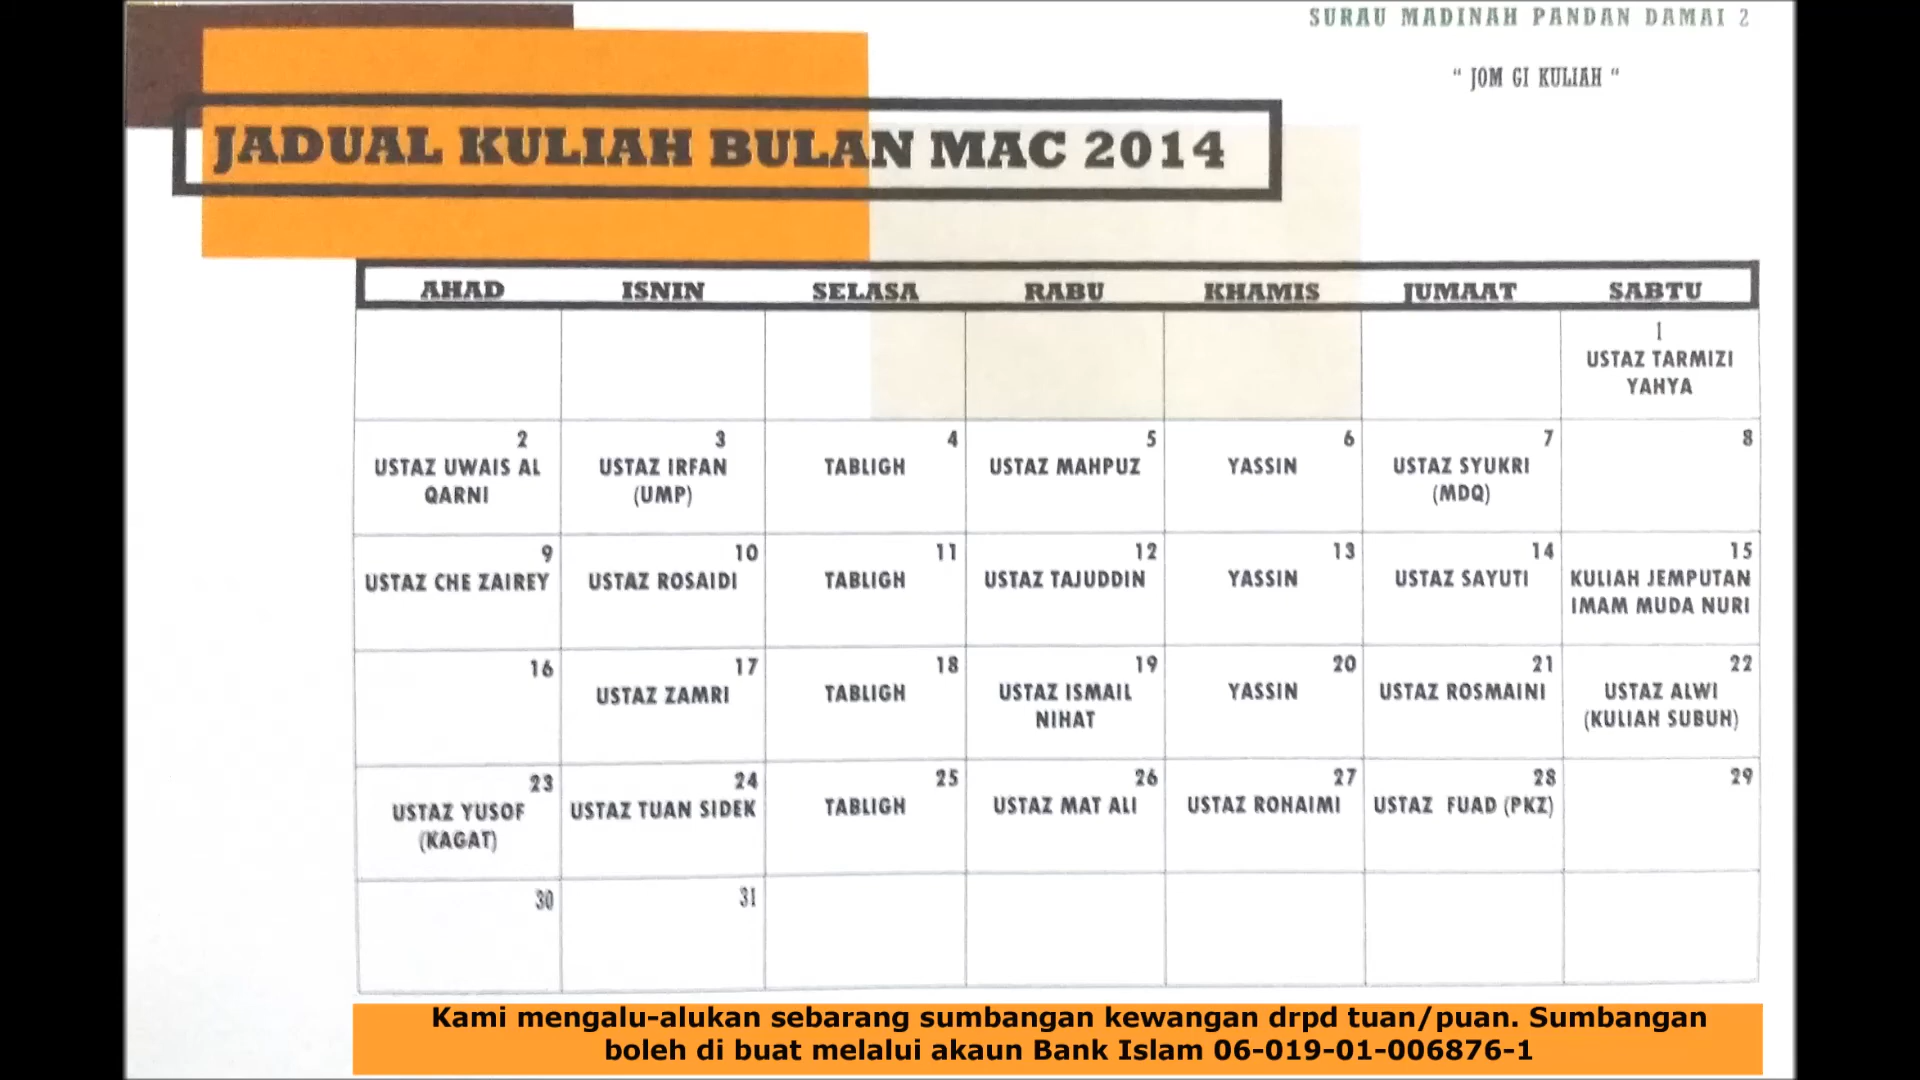 SURAU MADINAH PANDAN DAMAI 2
“ JOM GI KULIAH “
JADUAL KULIAH BULAN MAC 2014
AHAD ISNIN SELASA RABU KHAMIS JUMAAT SABTU
1
USTAZ TARMIZI
YAHYA
2 3 4 5 6 7 8
USTAZ UWAIS AL USTAZ IRFAN TABLIGH USTAZ MAHPUZ YASSIN USTAZ SYUKRI
QARNI (UMP) (MDQ)
9 10 11 12 13 14 15
USTAZ CHE ZAIREY USTAZ ROSAIDI TABLIGH USTAZ TAJUDDIN YASSIN USTAZ SAYUTI KULIAH JEMPUTAN
IMAM MUDA NURI
16 17 18 19 20 21 22
USTAZ ZAMRI TABLIGH USTAZ ISMAIL YASSIN USTAZ ROSMAINI USTAZ ALWI
NIHAT (KULIAH SUBUH)
23 24 25 26 27 28 29
USTAZ YUSOF USTAZ TUAN SIDEK TABLIGH USTAZ MAT ALI USTAZ ROHAIMI USTAZ FUAD (PKZ)
(KAGAT)
30 31
Kami mengalu-alukan sebarang sumbangan kewangan drpd tuan/puan. Sumbangan
boleh di buat melalui akaun Bank Islam 06-019-01-006876-1